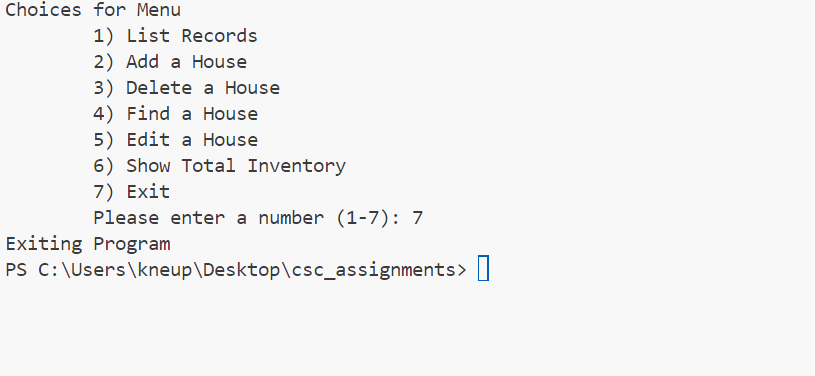 Choices for Menu
1) List Records
2) Add a House
3) Delete a House
4) Find a House
5) Edit a House
6) Show Total Inventory
7) Exit
Please enter a number (1-7): 7
Exiting Program
PS C:\Users\kneup\Desktop\csc_assignments>